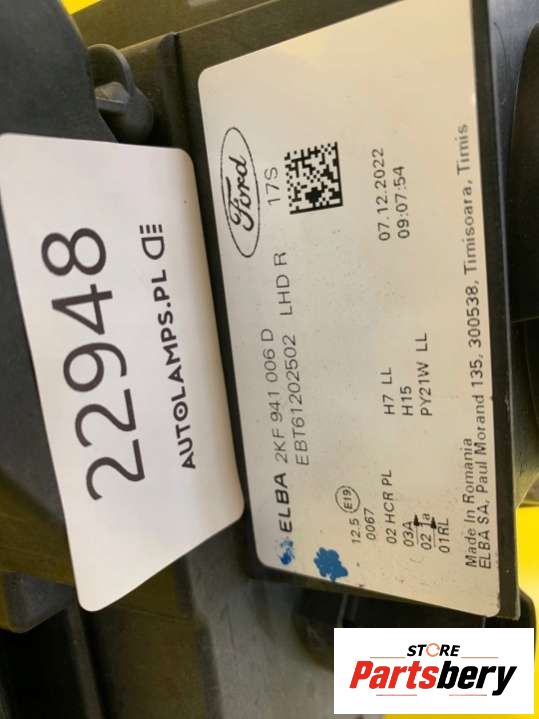 22948
AUTOLAMPS.PL
Ford
17S
ELBA 2KF 941 006 D
EBT61202502 LHD R
07.12.2022
09:07:54
12.5 E19
0067
02 HCR PL H7 LL
03A H15
02 1a PY21W LL
01RL
Made In Romania
ELBA SA, Paul Morand 135, 300538, Timisoara, Timis
STORE
Partsbery